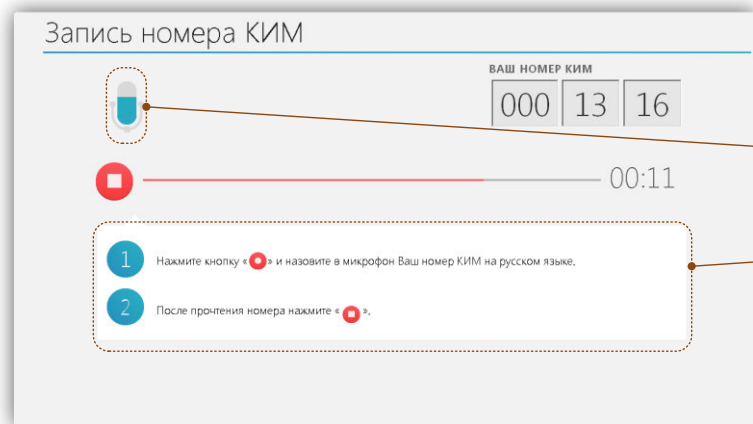 Запись номера КИМ
ВАШ НОМЕР КИМ
000 13 16
00:11
1 Нажмите кнопку « » и назовите в микрофон Ваш номер КИМ на русском языке.
2 После прочтения номера нажмите « ».